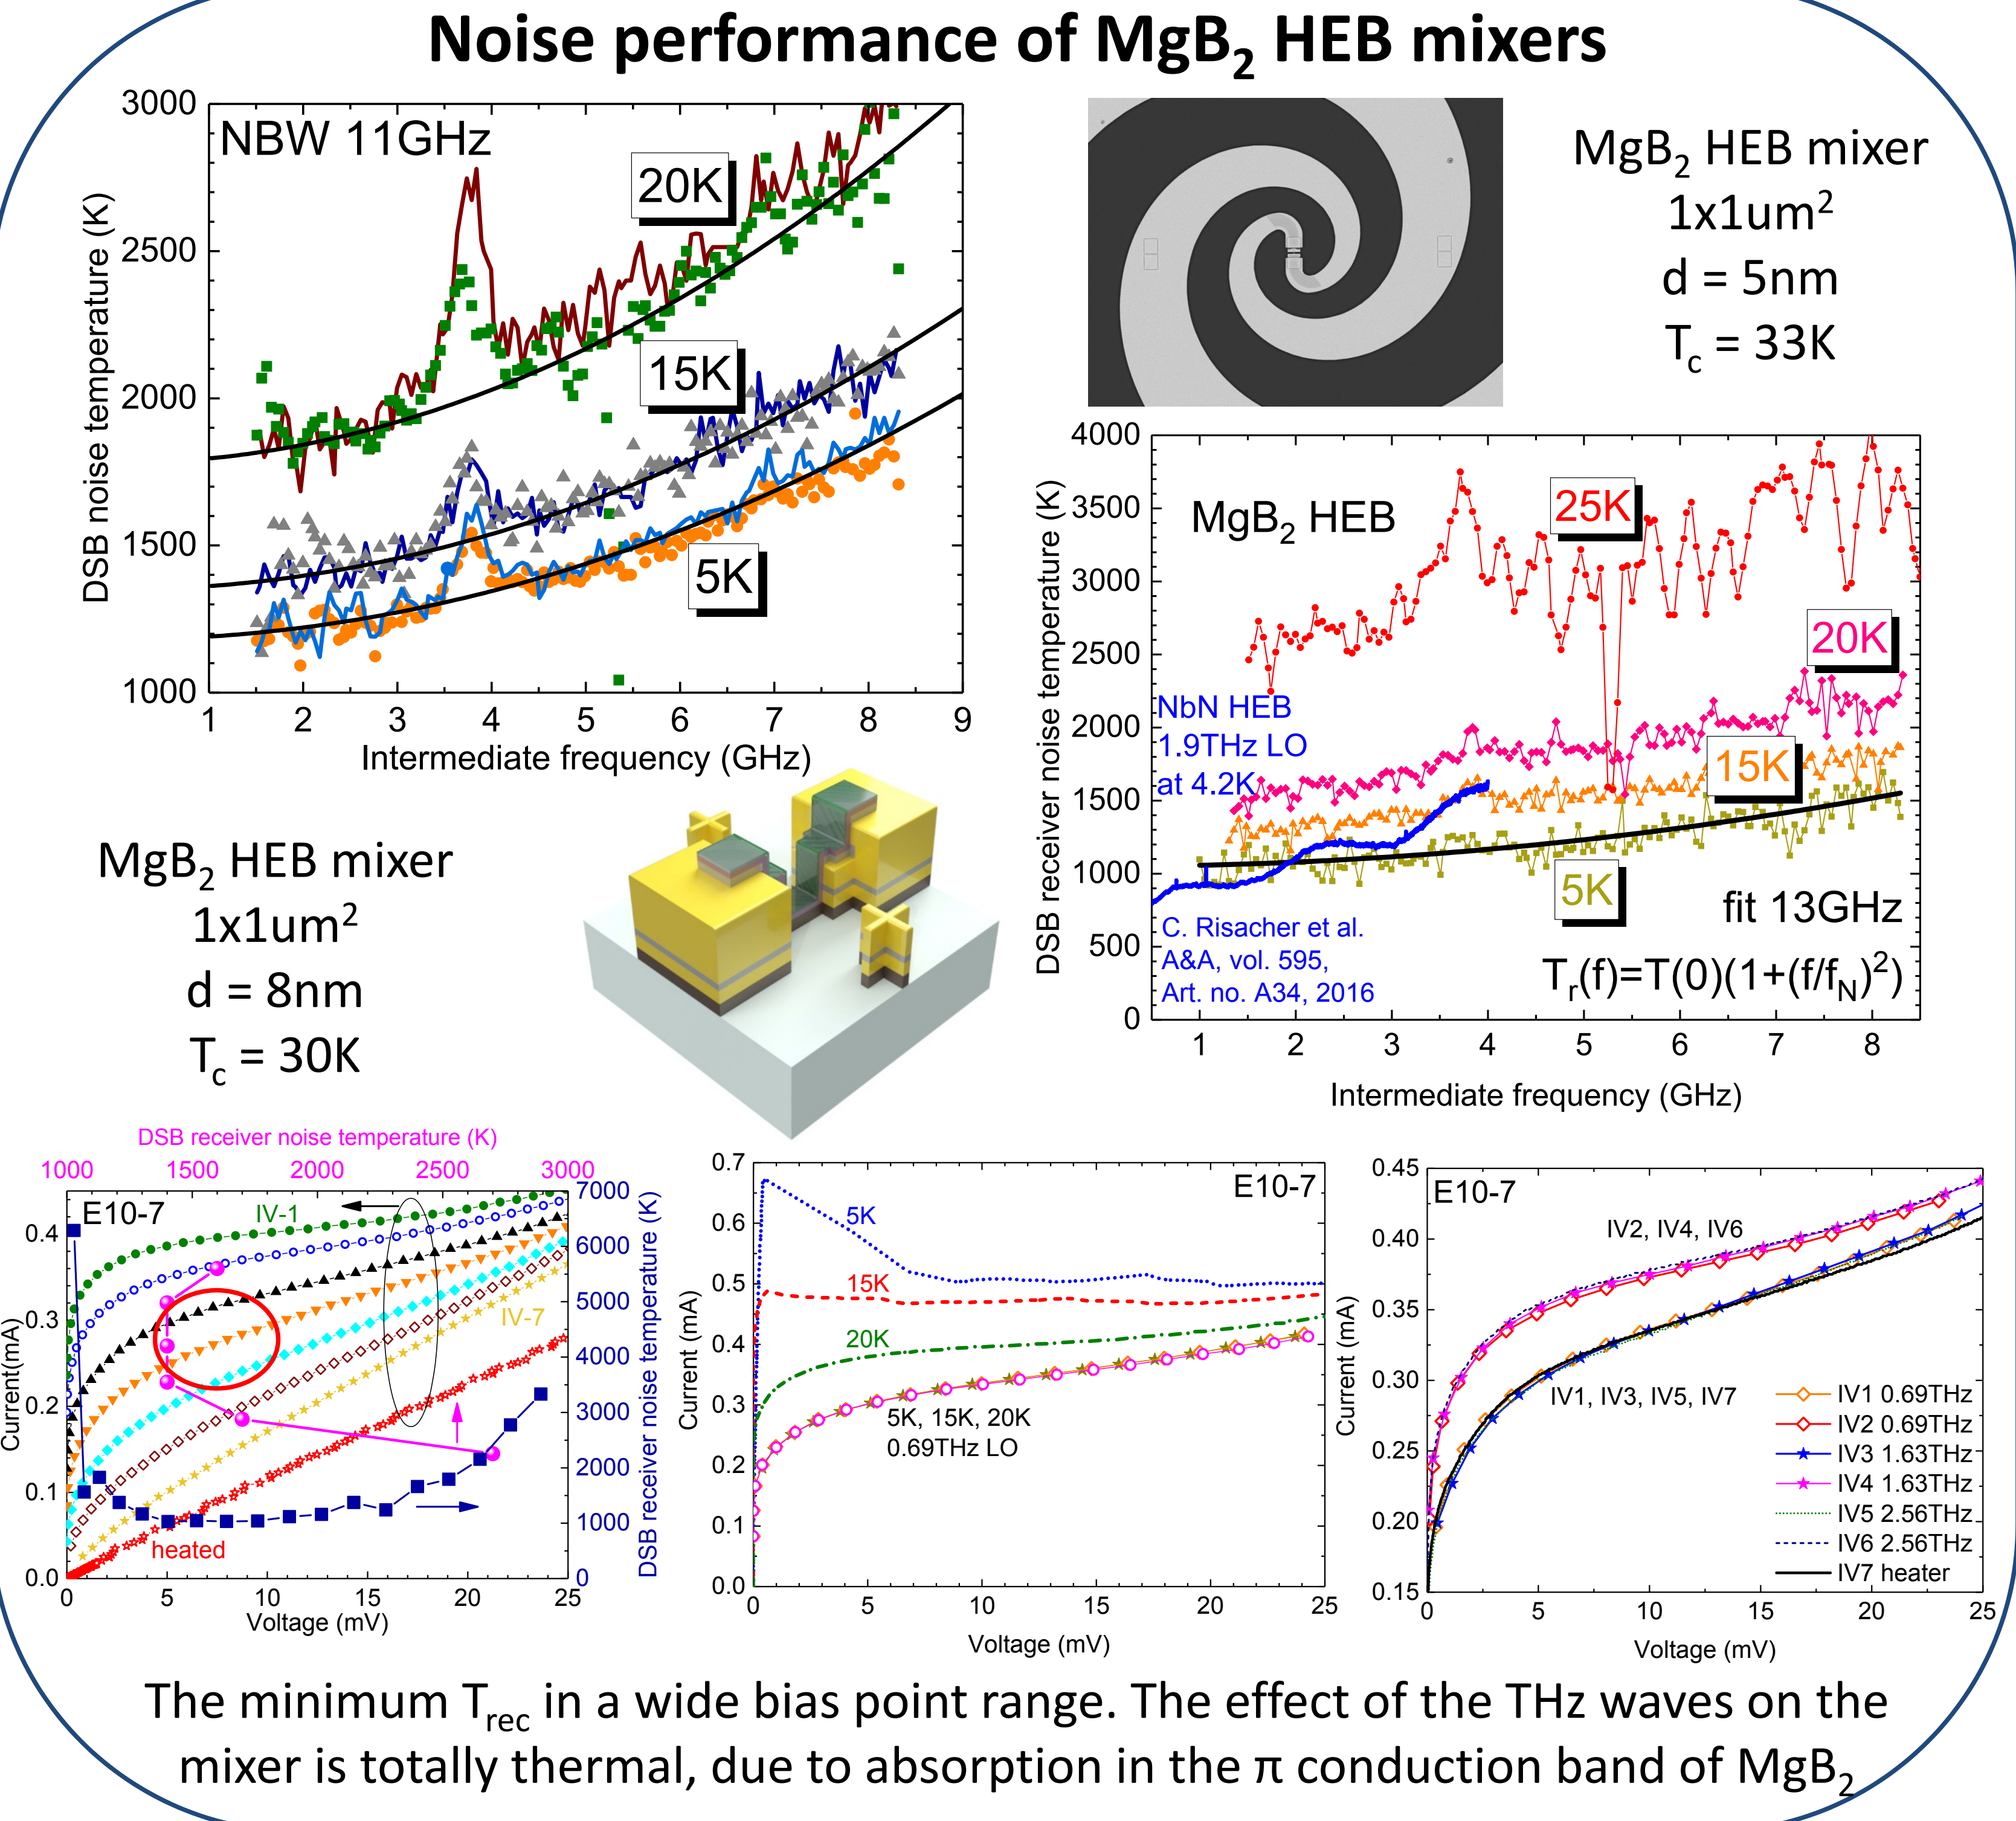 Noise performance of MgB₂ HEB mixers
3000
2500
2000
1500
1000
DSB noise temperature (K)
NBW 11GHz
20K
15K
5K
1 2 3 4 5 6 7 8 9
Intermediate frequency (GHz)
MgB₂ HEB mixer
1x1um²
d = 5nm
T_c = 33K
4000
3500
3000
2500
2000
1500
1000
500
0
DSB receiver noise temperature (K)
MgB₂ HEB
25K
20K
15K
5K
NbN HEB
1.9THz LO
at 4.2K
C. Risacher et al.
A&A, vol. 595,
Art. no. A34, 2016
fit 13GHz
T_r(f)=T(0)(1+(f/f_N)²)
1 2 3 4 5 6 7 8
Intermediate frequency (GHz)
MgB₂ HEB mixer
1x1um²
d = 8nm
T_c = 30K
DSB receiver noise temperature (K)
1000 1500 2000 2500 3000
E10-7
IV-1
IV-7
heated
0.4
0.3
0.2
0.1
0.0
Current(mA)
7000
6000
5000
4000
3000
2000
1000
0
DSB receiver noise temperature (K)
0 5 10 15 20 25
Voltage (mV)
0.7
0.6
0.5
0.4
0.3
0.2
0.1
0.0
Current (mA)
E10-7
5K
15K
20K
5K, 15K, 20K
0.69THz LO
0 5 10 15 20 25
Voltage (mV)
0.45
0.40
0.35
0.30
0.25
0.20
0.15
Current (mA)
E10-7
IV2, IV4, IV6
IV1, IV3, IV5, IV7
IV1 0.69THz
IV2 0.69THz
IV3 1.63THz
IV4 1.63THz
IV5 2.56THz
IV6 2.56THz
IV7 heater
0 5 10 15 20 25
Voltage (mV)
The minimum T_rec in a wide bias point range. The effect of the THz waves on the
mixer is totally thermal, due to absorption in the π conduction band of MgB₂